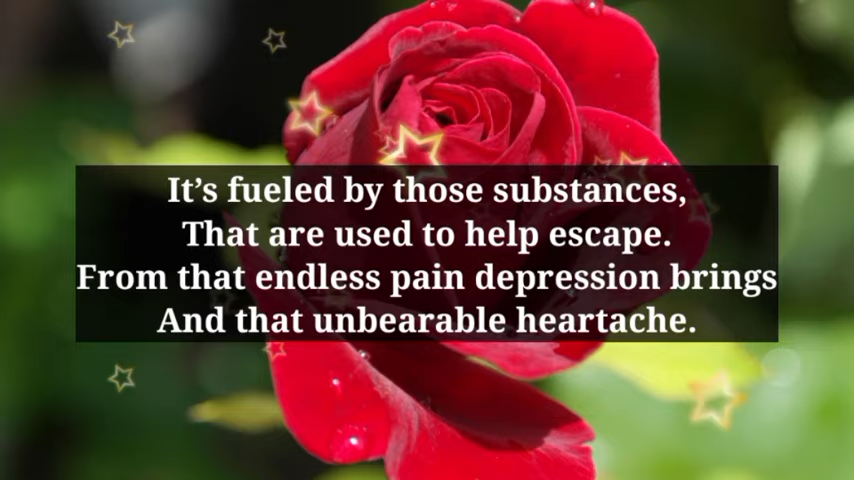 It’s fueled by those substances,
That are used to help escape.
From that endless pain depression brings
And that unbearable heartache.